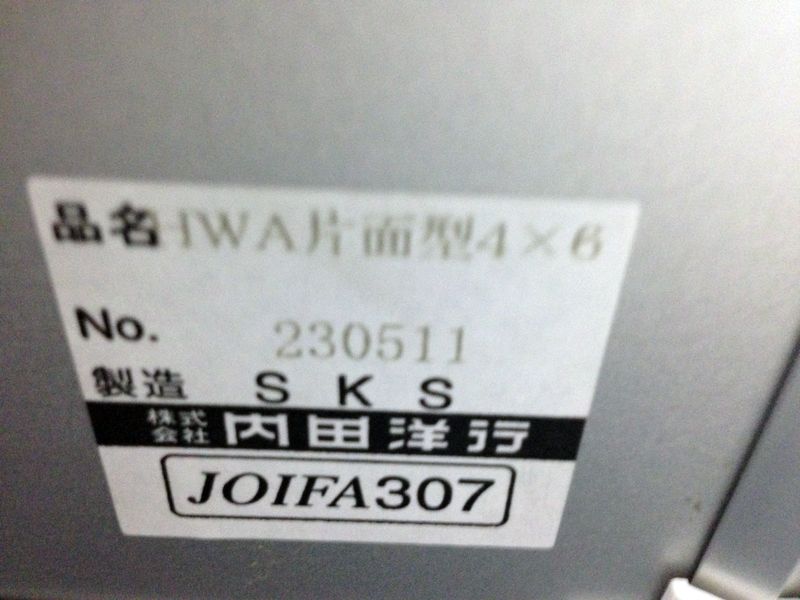 品名 HWA片面型4×6
No. 230511
製造 SKS
株式会社 内田洋行
JOIFA307